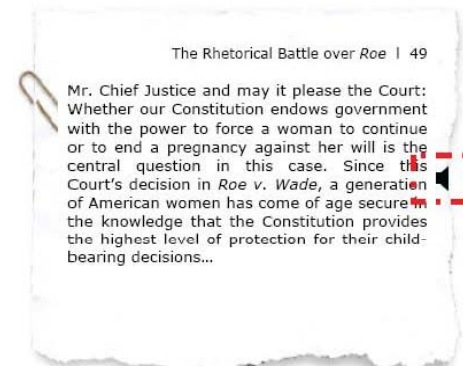 The Rhetorical Battle over Roe | 49
Mr. Chief Justice and may it please the Court:
Whether our Constitution endows government
with the power to force a woman to continue
or to end a pregnancy against her will is the
central question in this case. Since this
Court's decision in Roe v. Wade, a generation
of American women has come of age secure in
the knowledge that the Constitution provides
the highest level of protection for their child-
bearing decisions...